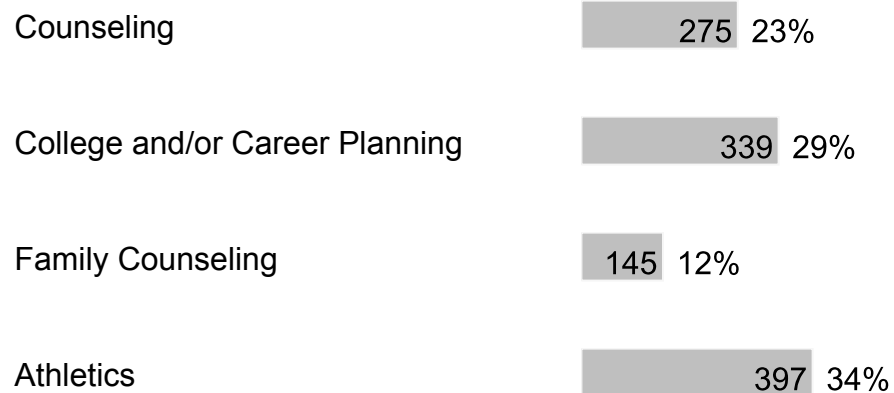 Counseling 275 23%
College and/or Career Planning 339 29%
Family Counseling 145 12%
Athletics 397 34%